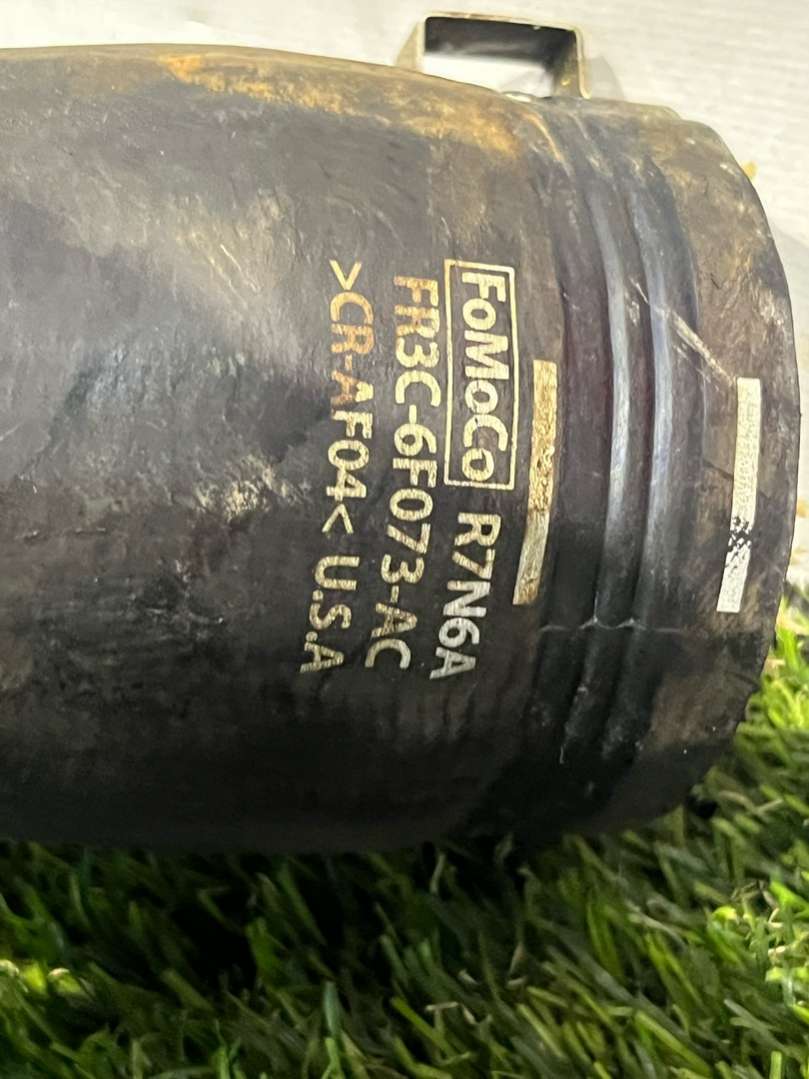 FoMoCo R7N6A
FR3C-6F073-AC
>CR-AF04< U.S.A